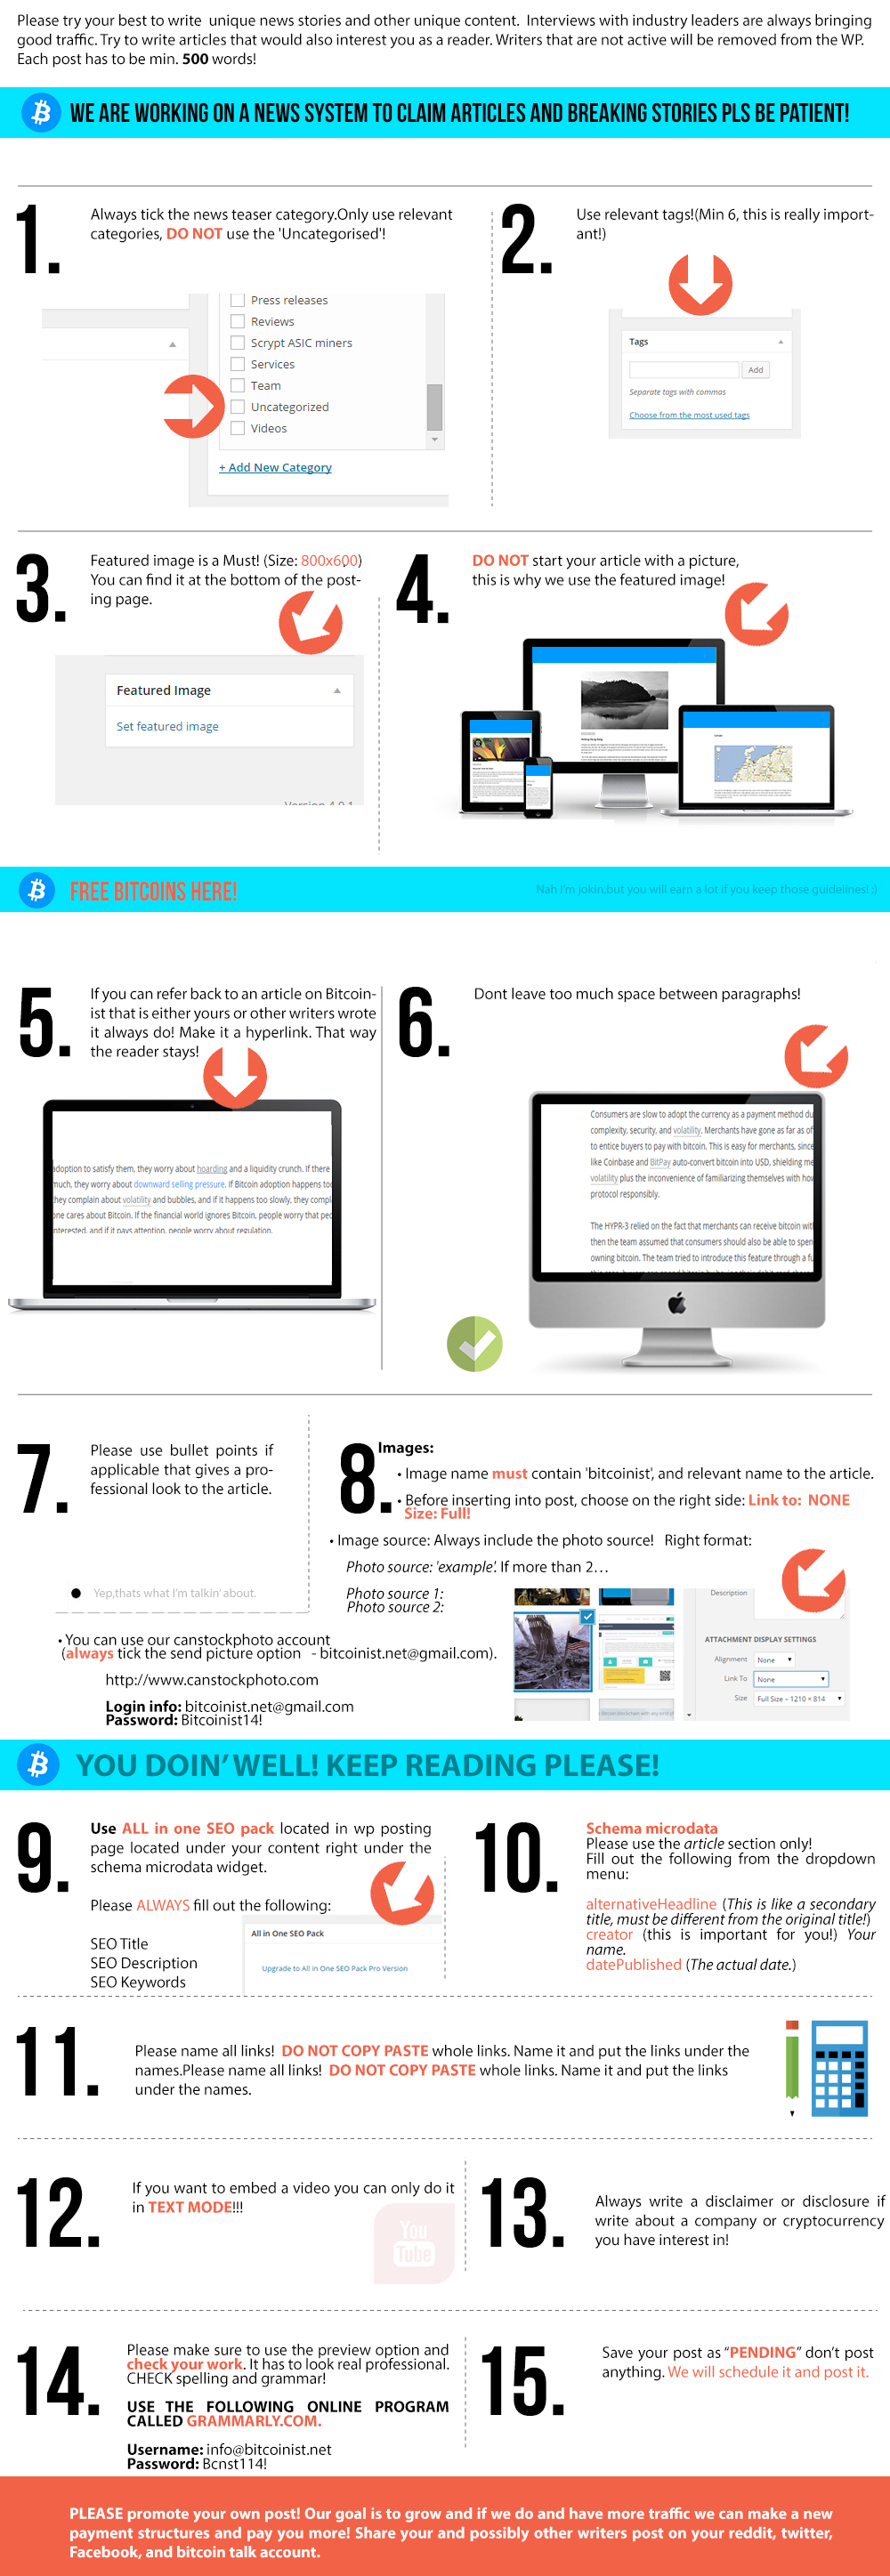 Please try your best to write unique news stories and other unique content. Interviews with industry leaders are always bringing
good traffic. Try to write articles that would also interest you as a reader. Writers that are not active will be removed from the WP.
Each post has to be min. 500 words!
WE ARE WORKING ON A NEWS SYSTEM TO CLAIM ARTICLES AND BREAKING STORIES PLS BE PATIENT!
1.
Always tick the news teaser category.Only use relevant
categories, DO NOT use the 'Uncategorised'!
Press releases
Reviews
Scrypt ASIC miners
Services
Team
Uncategorized
Videos
+ Add New Category
2.
Use relevant tags!(Min 6, this is really import-
ant!)
Tags
Add
Separate tags with commas
Choose from the most used tags
3.
Featured image is a Must! (Size: 800x600)
You can find it at the bottom of the post-
ing page.
Featured Image
Set featured image
Version 4.0.1
4.
DO NOT start your article with a picture,
this is why we use the featured image!
FREE BITCOINS HERE!
Nah I'm jokin,but you will earn a lot if you keep those guidelines! ;)
5.
If you can refer back to an article on Bitcoin-
ist that is either yours or other writers wrote
it always do! Make it a hyperlink. That way
the reader stays!
adoption to satisfy them, they worry about hoarding and a liquidity crunch. If there
much, they worry about downward selling pressure. If Bitcoin adoption happens too
they complain about volatility and bubbles, and if it happens too slowly, they compl
one cares about Bitcoin. If the financial world ignores Bitcoin, people worry that peo
nterested, and if it pays attention, people worry about regulation.
6.
Dont leave too much space between paragraphs!
Consumers are slow to adopt the currency as a payment method du
complexity, security, and volatility. Merchants have gone as far as of
to entice buyers to pay with bitcoin. This is easy for merchants, since
like Coinbase and BitPay auto-convert bitcoin into USD, shielding me
volatility plus the inconvenience of familiarizing themselves with how
protocol responsibly.
The HYPR-3 relied on the fact that merchants can receive bitcoin wit
then the team assumed that consumers should also be able to spen
owning bitcoin. The team tried to introduce this feature through a fu
7.
Please use bullet points if
applicable that gives a pro-
fessional look to the article.
Yep,thats what I'm talkin' about.
8.
Images:
• Image name must contain 'bitcoinist', and relevant name to the article.
• Before inserting into post, choose on the right side: Link to: NONE
Size: Full!
• Image source: Always include the photo source! Right format:
Photo source: 'example'. If more than 2…
Photo source 1:
Photo source 2:
Description
ATTACHMENT DISPLAY SETTINGS
Alignment None
Link To None
Size Full Size – 1210 × 814
• You can use our canstockphoto account
(always tick the send picture option - bitcoinist.net@gmail.com).
http://www.canstockphoto.com
Login info: bitcoinist.net@gmail.com
Password: Bitcoinist14!
YOU DOIN' WELL! KEEP READING PLEASE!
9.
Use ALL in one SEO pack located in wp posting
page located under your content right under the
schema microdata widget.
Please ALWAYS fill out the following:
SEO Title
SEO Description
SEO Keywords
All in One SEO Pack
Upgrade to All in One SEO Pack Pro Version
10.
Schema microdata
Please use the article section only!
Fill out the following from the dropdown
menu:
alternativeHeadline (This is like a secondary
title, must be different from the original title!)
creator (this is important for you!) Your
name.
datePublished (The actual date.)
11.
Please name all links! DO NOT COPY PASTE whole links. Name it and put the links under the
names.Please name all links! DO NOT COPY PASTE whole links. Name it and put the links
under the names.
12.
If you want to embed a video you can only do it
in TEXT MODE!!!
You
Tube
13.
Always write a disclaimer or disclosure if
write about a company or cryptocurrency
you have interest in!
14.
Please make sure to use the preview option and
check your work. It has to look real professional.
CHECK spelling and grammar!
USE THE FOLLOWING ONLINE PROGRAM
CALLED GRAMMARLY.COM.
Username: info@bitcoinist.net
Password: Bcnst114!
15.
Save your post as "PENDING" don't post
anything. We will schedule it and post it.
PLEASE promote your own post! Our goal is to grow and if we do and have more traffic we can make a new
payment structures and pay you more! Share your and possibly other writers post on your reddit, twitter,
Facebook, and bitcoin talk account.